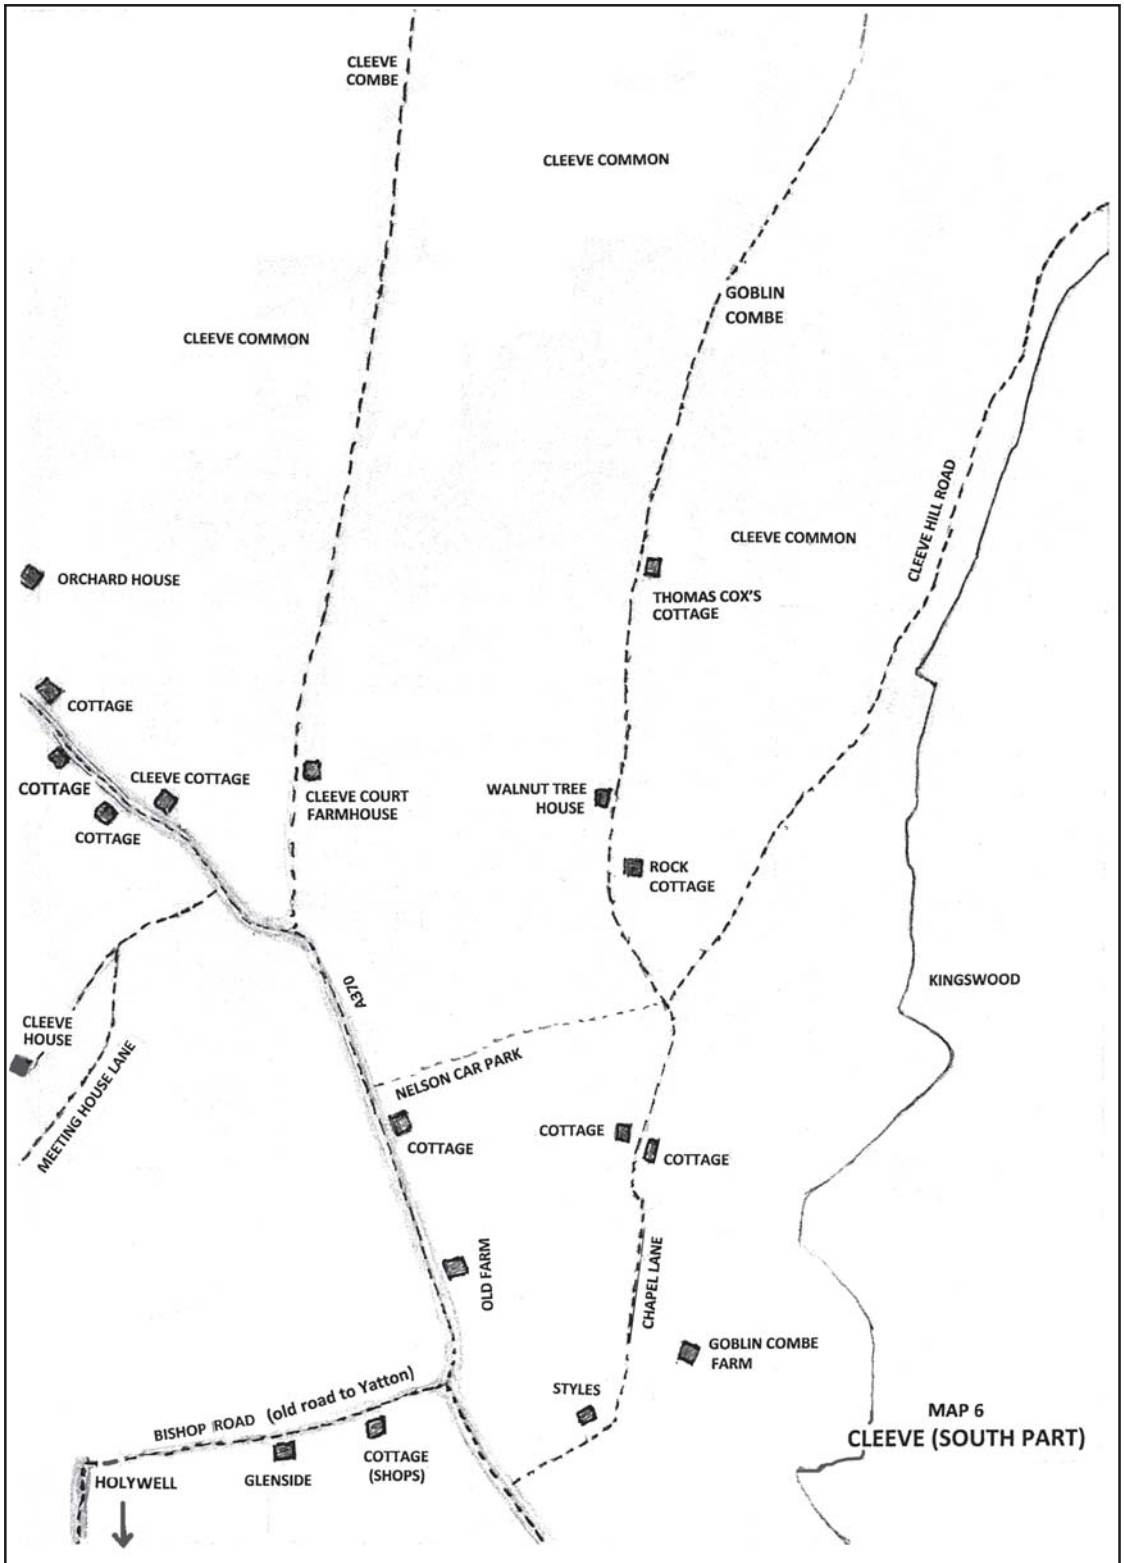 CLEEVE
COMBE
CLEEVE COMMON
GOBLIN
COMBE
CLEEVE COMMON
CLEEVE HILL ROAD
CLEEVE COMMON
ORCHARD HOUSE
THOMAS COX'S
COTTAGE
COTTAGE
COTTAGE
CLEEVE COTTAGE
COTTAGE
CLEEVE COURT
FARMHOUSE
WALNUT TREE
HOUSE
ROCK
COTTAGE
A370
KINGSWOOD
CLEEVE
HOUSE
MEETING HOUSE LANE
NELSON CAR PARK
COTTAGE
COTTAGE
COTTAGE
OLD FARM
CHAPEL LANE
GOBLIN COMBE
FARM
STYLES
BISHOP ROAD (old road to Yatton)
COTTAGE
(SHOPS)
GLENSIDE
HOLYWELL
MAP 6
CLEEVE (SOUTH PART)